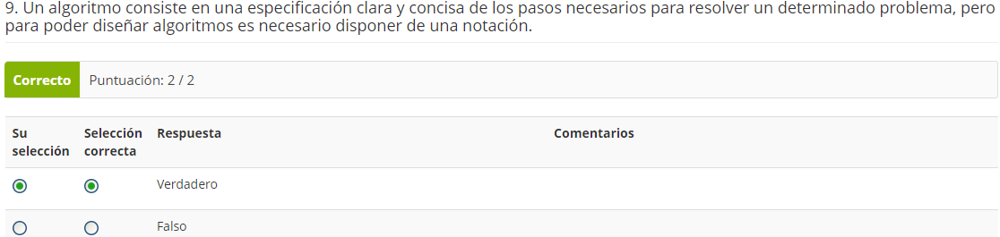 9. Un algoritmo consiste en una especificación clara y concisa de los pasos necesarios para resolver un determinado problema, pero
para poder diseñar algoritmos es necesario disponer de una notación.
Correcto Puntuación: 2 / 2
Su Selección Respuesta Comentarios
selección correcta
Verdadero
Falso